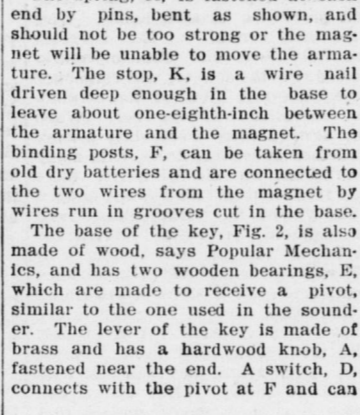 end by pins, bent as shown, and
should not be too strong or the mag-
net will be unable to move the arma-
ture. The stop, K, is a wire nail
driven deep enough in the base to
leave about one-eighth-inch between
the armature and the magnet. The
binding posts, F, can be taken from
old dry batteries and are connected to
the two wires from the magnet by
wires run in grooves cut in the base.
The base of the key, Fig. 2, is also
made of wood, says Popular Mechan-
ics, and has two wooden bearings, E,
which are made to receive a pivot,
similar to the one used in the sound-
er. The lever of the key is made of
brass and has a hardwood knob, A,
fastened near the end. A switch, D,
connects with the pivot at F and can